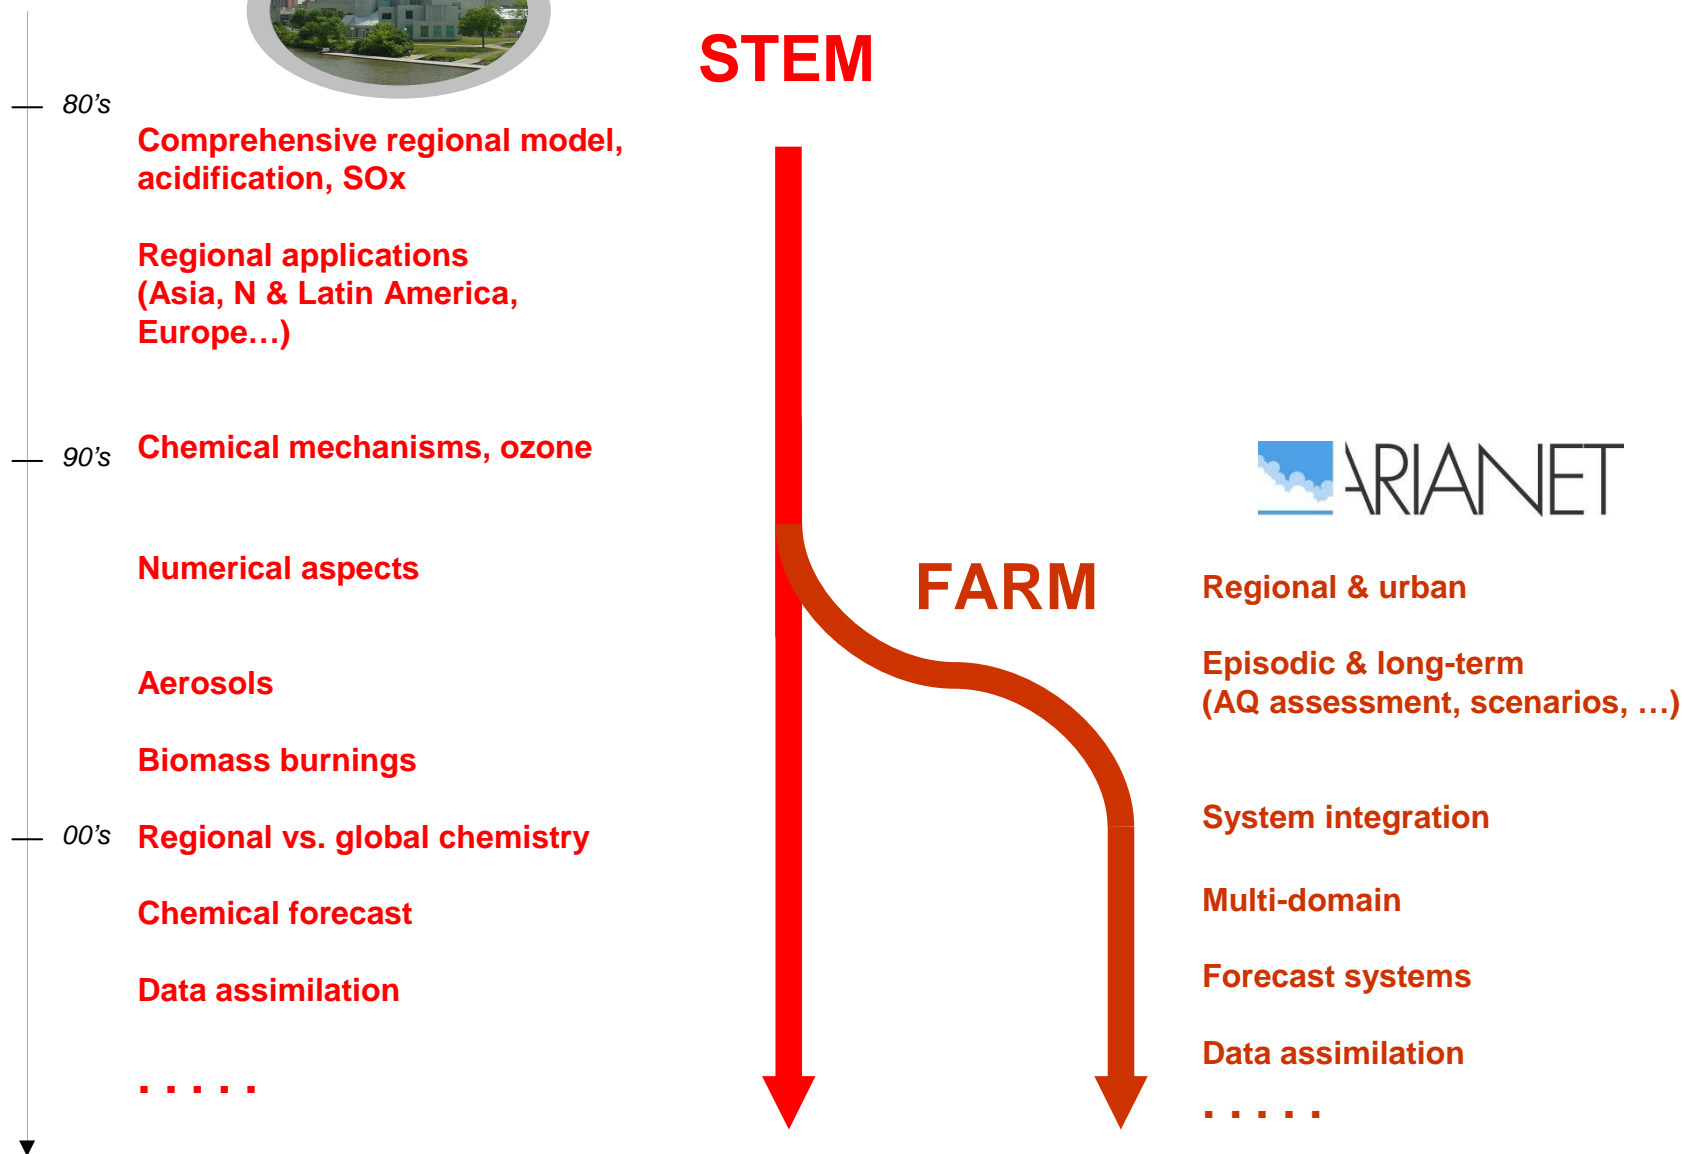 STEM
80's
Comprehensive regional model,
acidification, SOx
Regional applications
(Asia, N & Latin America,
Europe…)
90's
Chemical mechanisms, ozone
ARIANET
Numerical aspects
FARM
Regional & urban
Aerosols
Episodic & long-term
(AQ assessment, scenarios, …)
Biomass burnings
00's
Regional vs. global chemistry
System integration
Chemical forecast
Multi-domain
Data assimilation
Forecast systems
Data assimilation
. . . . .
. . . . .